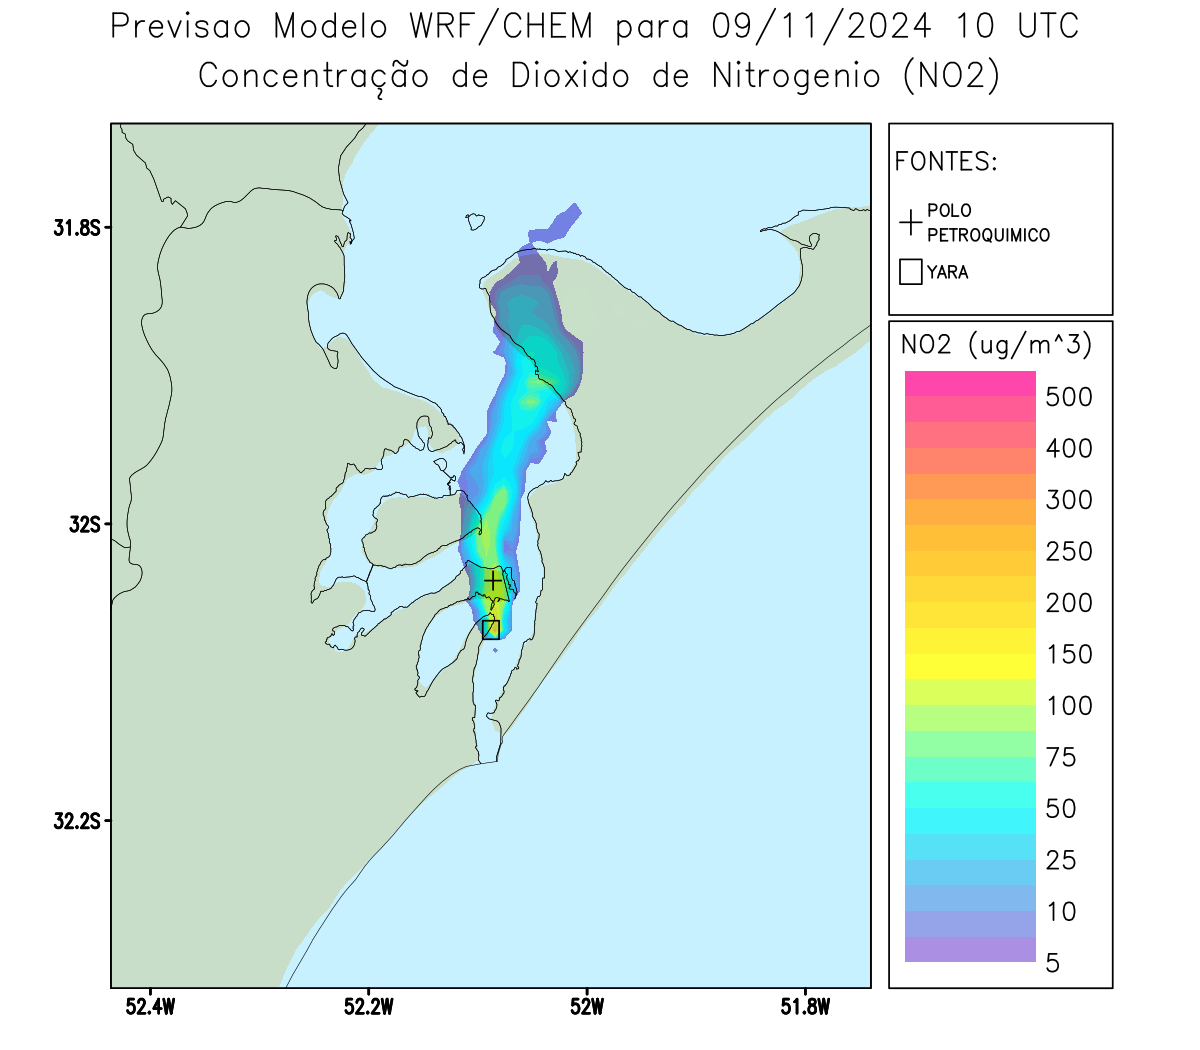 Previsao Modelo WRF/CHEM para 09/11/2024 10 UTC
Concentração de Dioxido de Nitrogenio (NO2)
FONTES:
POLO
PETROQUIMICO
YARA
NO2 (ug/m^3)
500
400
300
250
200
150
100
75
50
25
10
5
31.8S
32S
32.2S
52.4W
52.2W
52W
51.8W